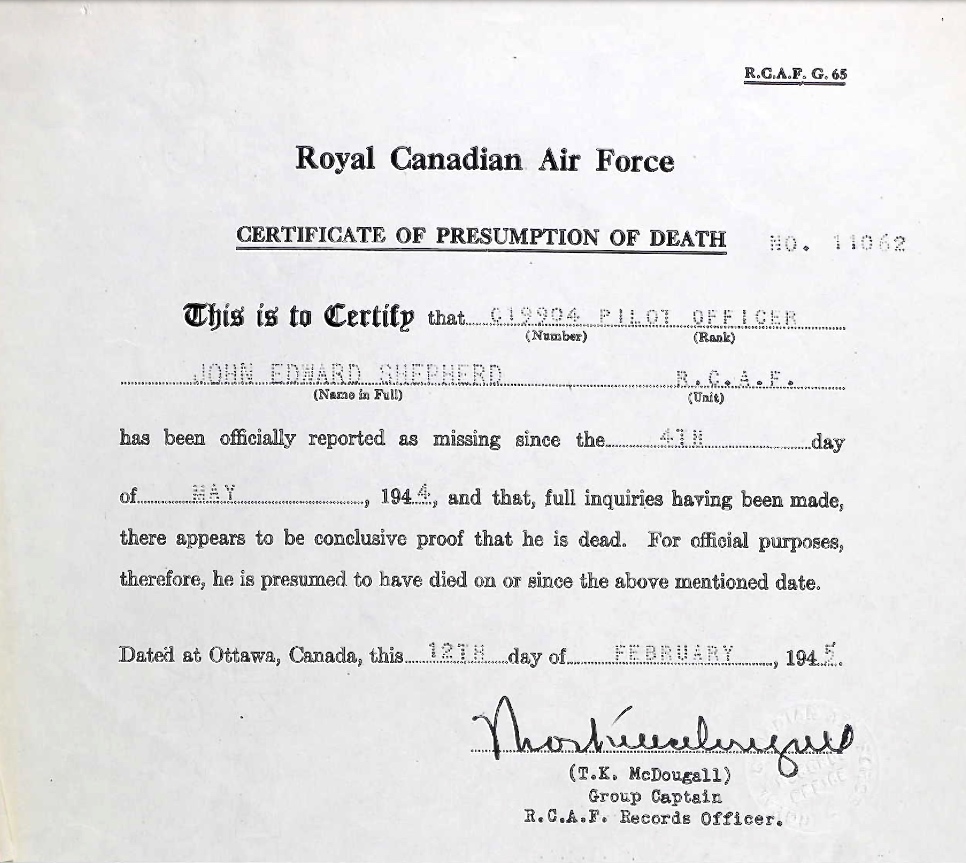 R.C.A.F. G. 65
Royal Canadian Air Force
CERTIFICATE OF PRESUMPTION OF DEATH NO. 11062
This is to Certify that C19904 PILOT OFFICER
(Number) (Rank)
JOHN EDWARD SHEPHERD R.C.A.F.
(Name in Full) (Unit)
has been officially reported as missing since the 4TH day
of MAY, 1944, and that, full inquiries having been made,
there appears to be conclusive proof that he is dead. For official purposes,
therefore, he is presumed to have died on or since the above mentioned date.
Dated at Ottawa, Canada, this 12TH day of FEBRUARY, 1945.
(T.K. McDougall)
Group Captain
R.C.A.F. Records Officer.